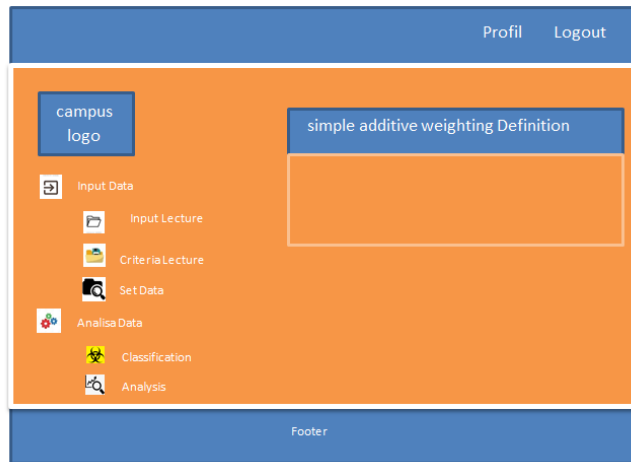 Profil Logout
campus
logo
simple additive weighting Definition
Input Data
Input Lecture
Criteria Lecture
Set Data
Analisa Data
Classification
Analysis
Footer